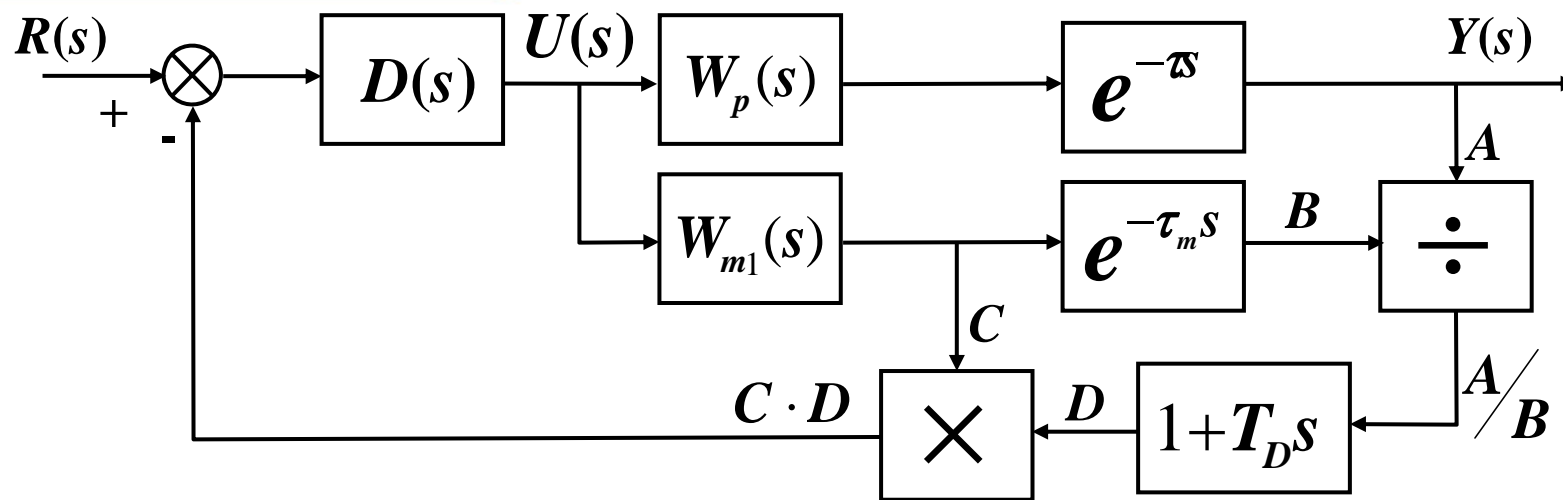 R(s)
+
-
D(s)
U(s)
W_p(s)
e^{-τs}
Y(s)
A
W_{m1}(s)
e^{-τ_m s}
B
÷
C
A/B
1+T_D s
D
×
C · D